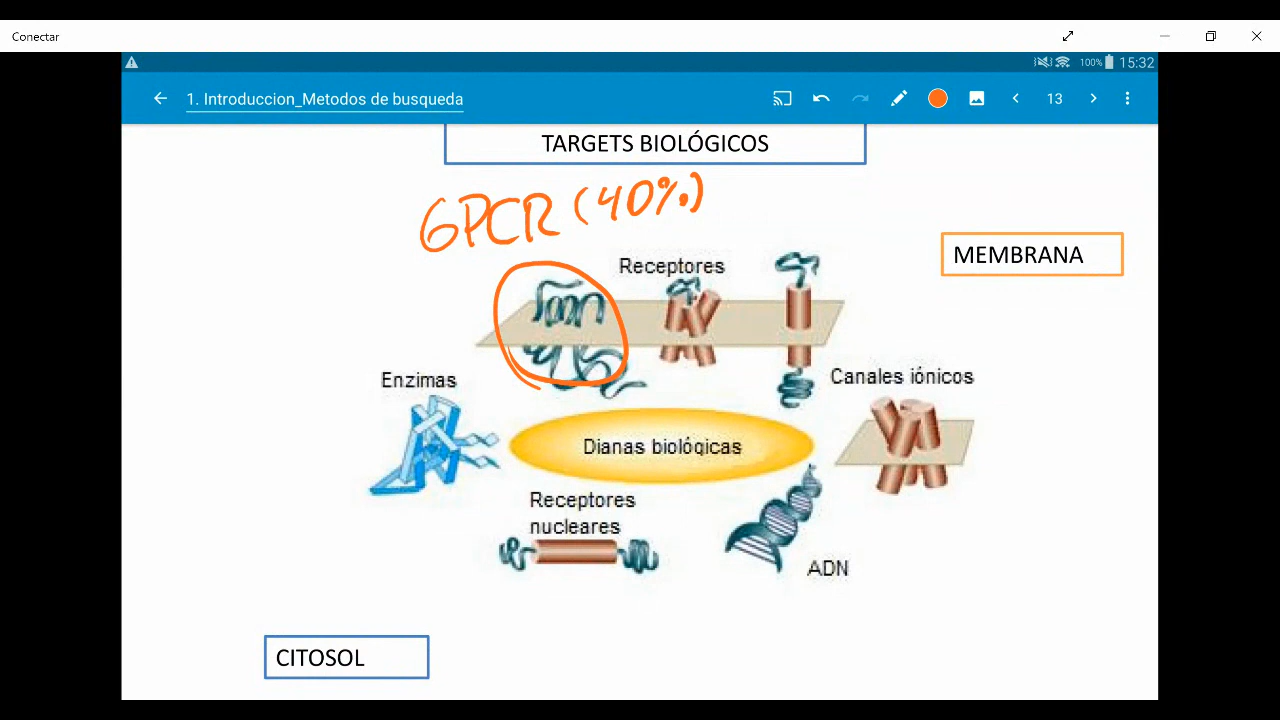 Conectar
100% 15:32
1. Introduccion_Metodos de busqueda
13
TARGETS BIOLÓGICOS
GPCR (40%)
MEMBRANA
Receptores
Enzimas
Canales iónicos
Dianas biológicas
Receptores
nucleares
ADN
CITOSOL